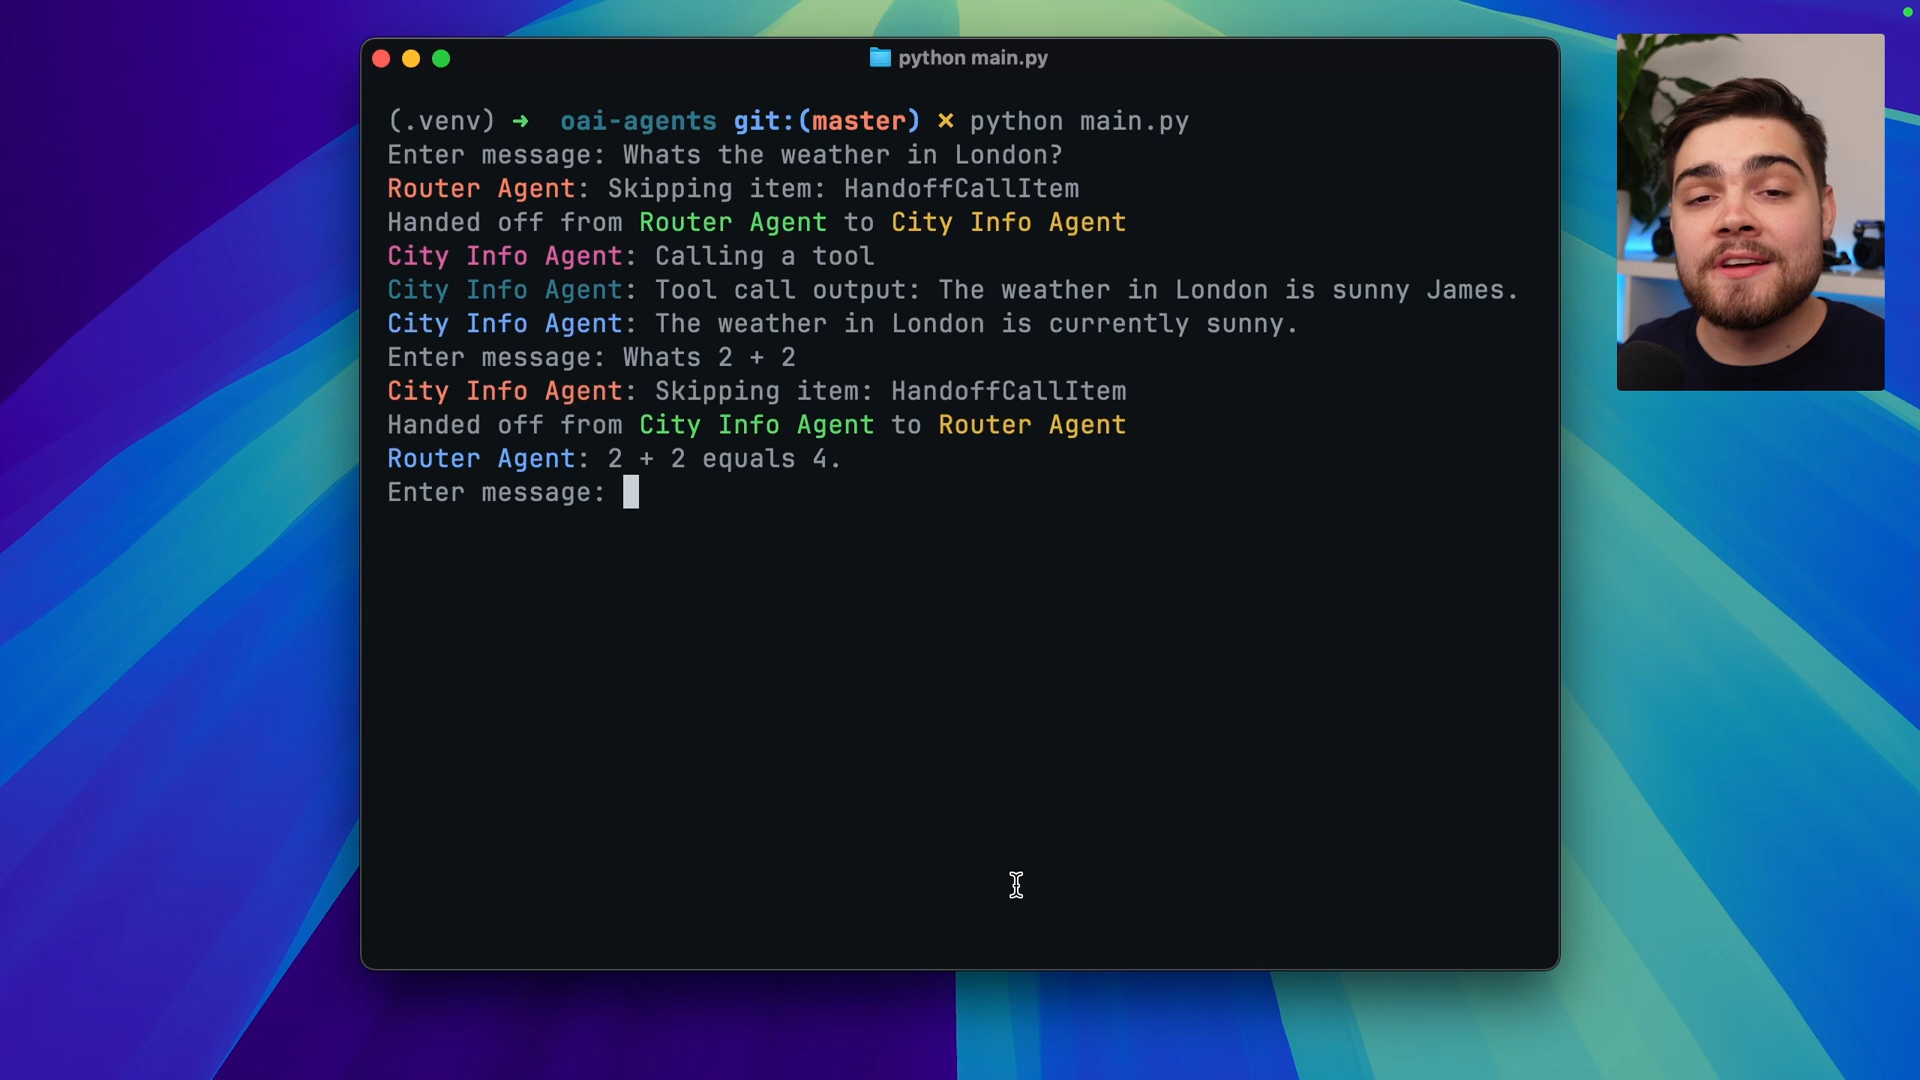 python main.py
(.venv) ➜ oai-agents git:(master) ✗ python main.py
Enter message: Whats the weather in London?
Router Agent: Skipping item: HandoffCallItem
Handed off from Router Agent to City Info Agent
City Info Agent: Calling a tool
City Info Agent: Tool call output: The weather in London is sunny James.
City Info Agent: The weather in London is currently sunny.
Enter message: Whats 2 + 2
City Info Agent: Skipping item: HandoffCallItem
Handed off from City Info Agent to Router Agent
Router Agent: 2 + 2 equals 4.
Enter message: